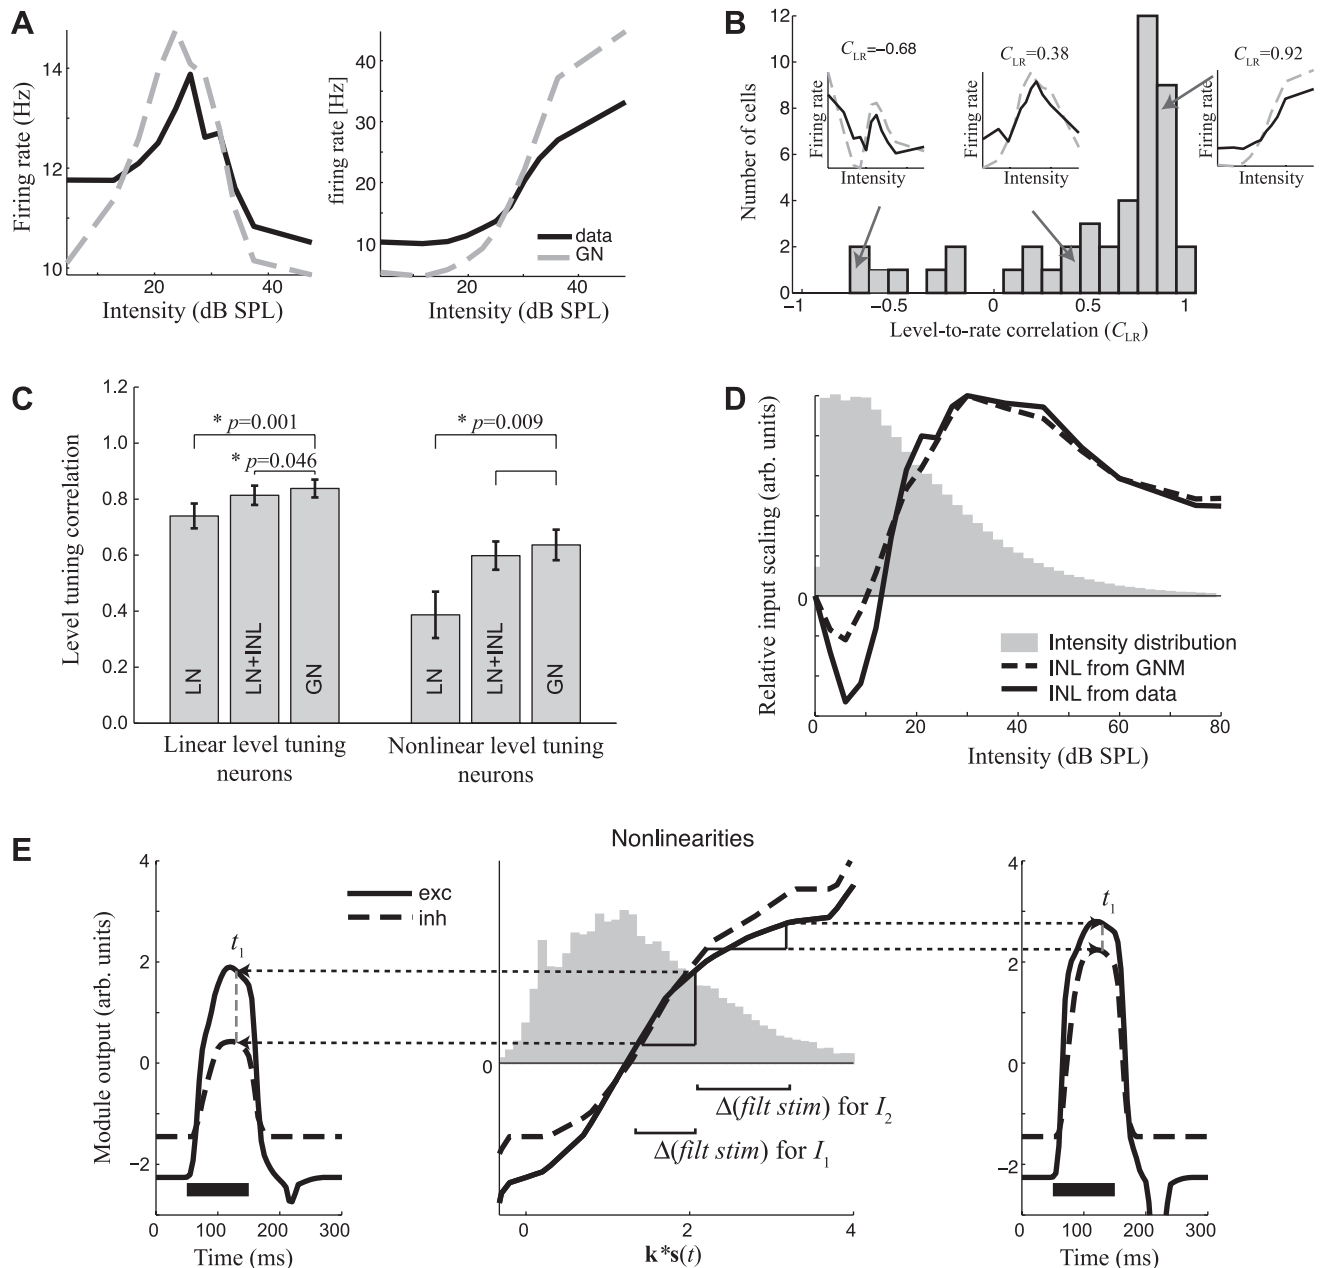 A
Firing rate (Hz)
14
12
10
20
40
Intensity (dB SPL)
firing rate [Hz]
40
30
20
10
data
GN
20
40
Intensity (dB SPL)
B
Number of cells
12
10
8
6
4
2
0
C_LR=−0.68
Firing rate
Intensity
C_LR=0.38
Firing rate
Intensity
C_LR=0.92
Firing rate
Intensity
−1
−0.5
0
0.5
1
Level-to-rate correlation (C_LR)
C
Level tuning correlation
1.2
1.0
0.8
0.6
0.4
0.2
0.0
* p=0.001
* p=0.046
* p=0.009
LN
LN+INL
GN
LN
LN+INL
GN
Linear level tuning
neurons
Nonlinear level tuning
neurons
D
Relative input scaling (arb. units)
0
Intensity distribution
INL from GNM
INL from data
0
20
40
60
80
Intensity (dB SPL)
E
Module output (arb. units)
4
2
0
−2
t₁
exc
inh
0
100
200
300
Time (ms)
Nonlinearities
0
Δ(filt stim) for I₂
Δ(filt stim) for I₁
0
2
4
k*s(t)
4
2
0
−2
t₁
0
100
200
300
Time (ms)